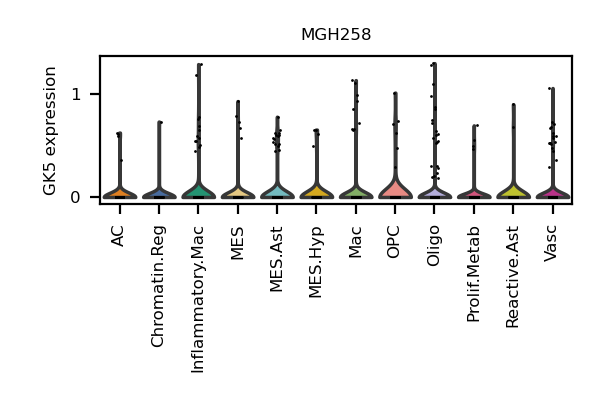 MGH258
GK5 expression
1
0
AC
Chromatin.Reg
Inflammatory.Mac
MES
MES.Ast
MES.Hyp
Mac
OPC
Oligo
Prolif.Metab
Reactive.Ast
Vasc